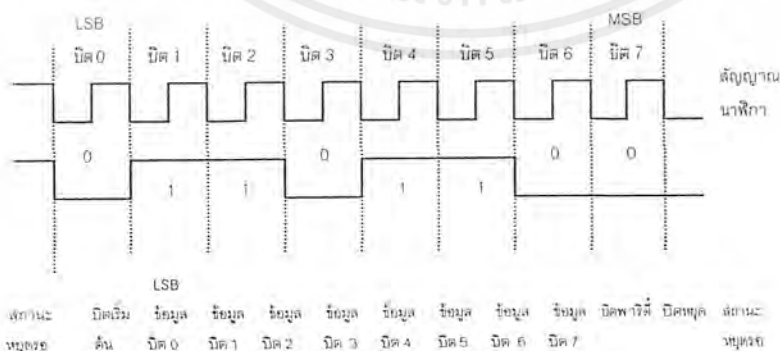 LSB MSB
บิต 0 บิต 1 บิต 2 บิต 3 บิต 4 บิต 5 บิต 6 บิต 7
สัญญาณ
นาฬิกา
0 0 0 0
1 1 1 1
LSB
สถานะ บิตเริ่ม ข้อมูล ข้อมูล ข้อมูล ข้อมูล ข้อมูล ข้อมูล ข้อมูล ข้อมูล บิตพาริตี้ บิตหยุด สถานะ
หยุดรอ ต้น บิต 0 บิต 1 บิต 2 บิต 3 บิต 4 บิต 5 บิต 6 บิต 7 หยุดรอ